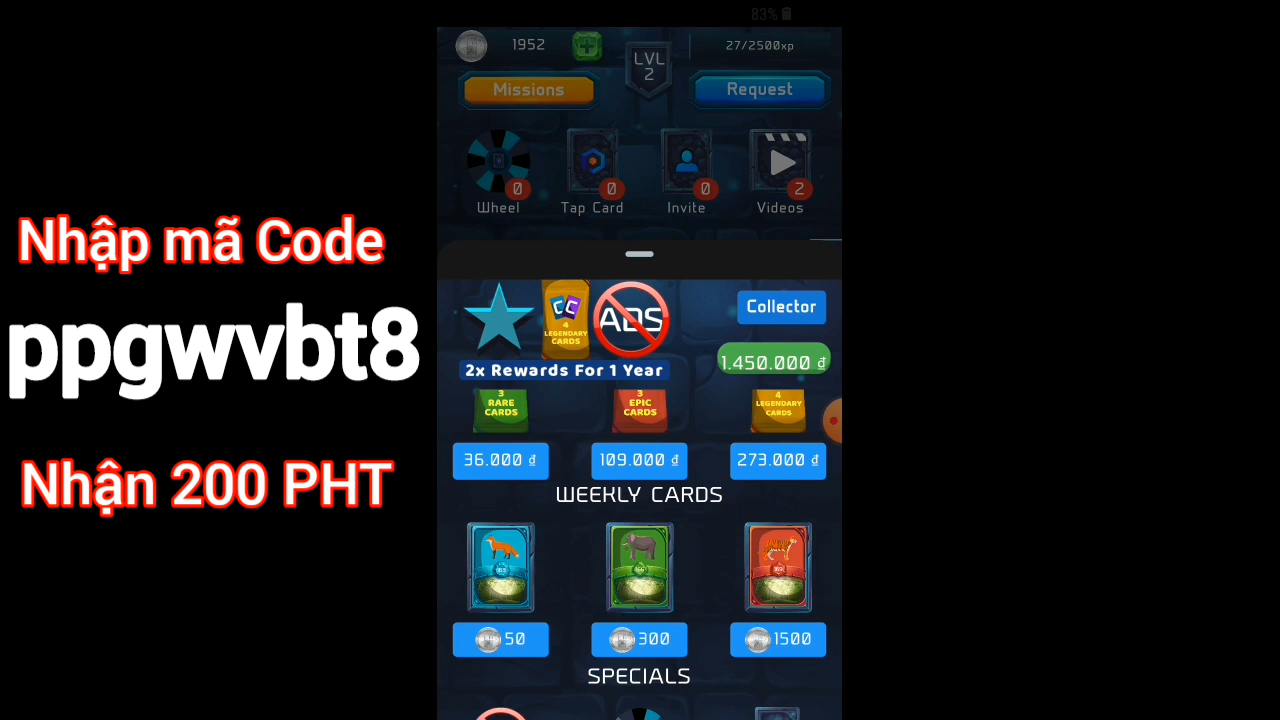 83%
1952
LVL
2
27/2500xp
Missions
Request
0
0
0
2
Wheel
Tap Card
Invite
Videos
Nhập mã Code
ppgwvbt8
Nhận 200 PHT
CC
4
LEGENDARY
CARDS
ADS
Collector
1.450.000 ₫
2x Rewards For 1 Year
3
RARE
CARDS
3
EPIC
CARDS
4
LEGENDARY
CARDS
36.000 ₫
109.000 ₫
273.000 ₫
WEEKLY CARDS
50
300
1500
SPECIALS